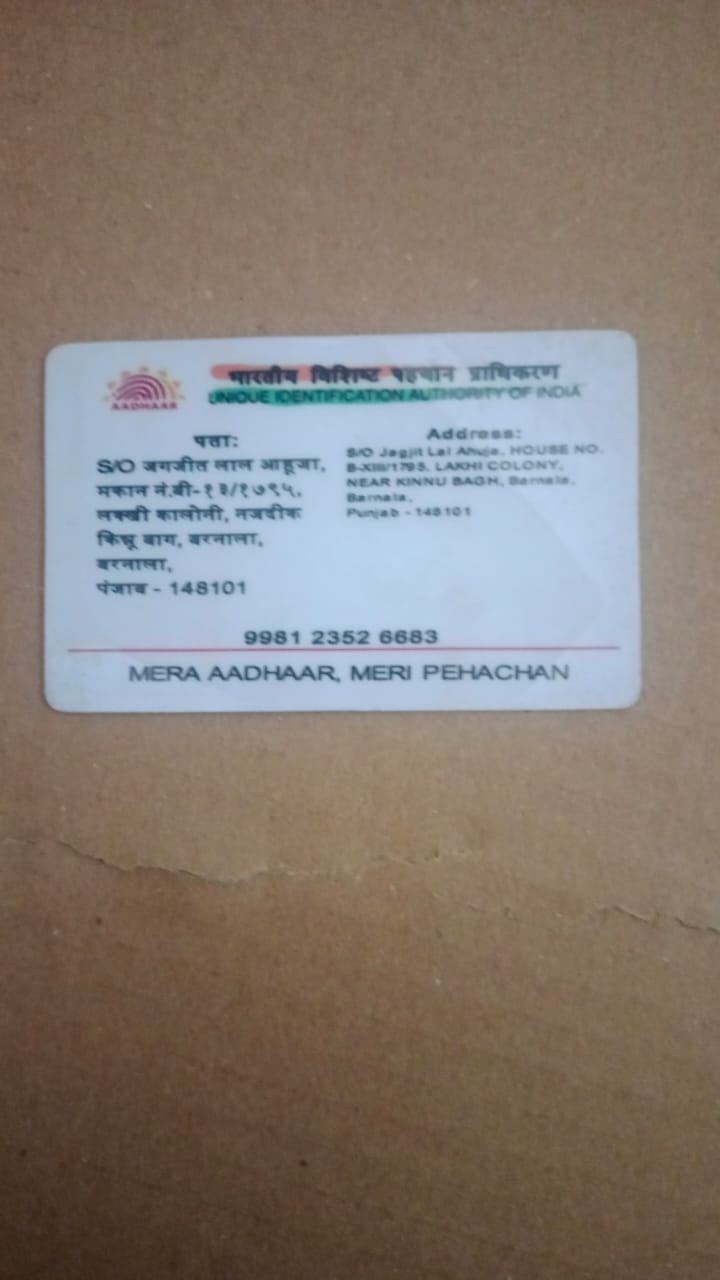 भारतीय विशिष्ट पहचान प्राधिकरण
UNIQUE IDENTIFICATION AUTHORITY OF INDIA
AADHAAR
पता:
S/O जगजीत लाल आहूजा,
मकान नं.बी-१३/१७९५,
लक्खी कालोनी, नजदीक
किन्नू बाग, बरनाला,
बरनाला,
पंजाब - 148101
Address:
S/O Jagjit Lal Ahuja, HOUSE NO.
B-XIII/1795, LAKHI COLONY,
NEAR KINNU BAGH, Barnala,
Barnala,
Punjab - 148101
9981 2352 6683
MERA AADHAAR, MERI PEHACHAN